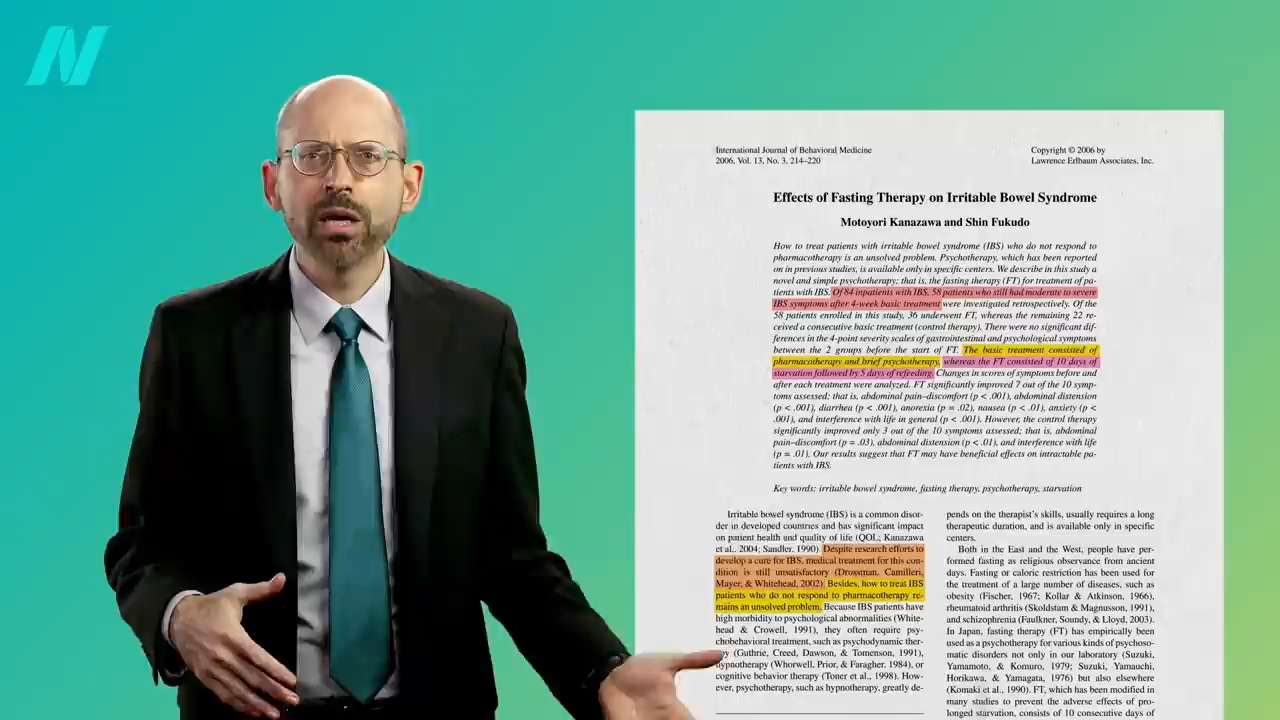 International Journal of Behavioral Medicine
2006, Vol. 13, No. 3, 214–220
Copyright © 2006 by
Lawrence Erlbaum Associates, Inc.
Effects of Fasting Therapy on Irritable Bowel Syndrome
Motoyori Kanazawa and Shin Fukudo
How to treat patients with irritable bowel syndrome (IBS) who do not respond to
pharmacotherapy is an unsolved problem. Psychotherapy, which has been reported
on in previous studies, is available only in specific centers. We describe in this study a
novel and simple psychotherapy; that is, the fasting therapy (FT) for treatment of pa-
tients with IBS. Of 84 inpatients with IBS, 58 patients who still had moderate to severe
IBS symptoms after 4-week basic treatment were investigated retrospectively. Of the
58 patients enrolled in this study, 36 underwent FT, whereas the remaining 22 re-
ceived a consecutive basic treatment (control therapy). There were no significant dif-
ferences in the 4-point severity scales of gastrointestinal and psychological symptoms
between the 2 groups before the start of FT. The basic treatment consisted of
pharmacotherapy and brief psychotherapy, whereas the FT consisted of 10 days of
starvation followed by 5 days of refeeding. Changes in scores of symptoms before and
after each treatment were analyzed. FT significantly improved 7 out of the 10 symp-
toms assessed; that is, abdominal pain–discomfort (p < .001), abdominal distension
(p < .001), diarrhea (p < .001), anorexia (p = .02), nausea (p < .01), anxiety (p <
.001), and interference with life in general (p < .001). However, the control therapy
significantly improved only 3 out of the 10 symptoms assessed; that is, abdominal
pain–discomfort (p = .03), abdominal distension (p < .01), and interference with life
(p = .01). Our results suggest that FT may have beneficial effects on intractable pa-
tients with IBS.
Key words: irritable bowel syndrome, fasting therapy, psychotherapy, starvation
Irritable bowel syndrome (IBS) is a common disor-
der in developed countries and has significant impact
on patient health and quality of life (QOL; Kanazawa
et al., 2004; Sandler, 1990). Despite research efforts to
develop a cure for IBS, medical treatment for this con-
dition is still unsatisfactory (Drossman, Camilleri,
Mayer, & Whitehead, 2002). Besides, how to treat IBS
patients who do not respond to pharmacotherapy re-
mains an unsolved problem. Because IBS patients have
high morbidity to psychological abnormalities (White-
head & Crowell, 1991), they often require psy-
chobehavioral treatment, such as psychodynamic ther-
(Guthrie, Creed, Dawson, & Tomenson, 1991),
hypnotherapy (Whorwell, Prior, & Faragher, 1984), or
cognitive behavior therapy (Toner et al., 1998). How-
ever, psychotherapy, such as hypnotherapy, greatly de-
pends on the therapist's skills, usually requires a long
therapeutic duration, and is available only in specific
centers.
Both in the East and the West, people have per-
formed fasting as religious observance from ancient
days. Fasting or caloric restriction has been used for
the treatment of a large number of diseases, such as
obesity (Fischer, 1967; Kollar & Atkinson, 1966),
rheumatoid arthritis (Skoldstam & Magnusson, 1991),
and schizophrenia (Faulkner, Soundy, & Lloyd, 2003).
In Japan, fasting therapy (FT) has empirically been
used as a psychotherapy for various kinds of psychoso-
matic disorders not only in our laboratory (Suzuki,
Yamamoto, & Komuro, 1979; Suzuki, Yamauchi,
Horikawa, & Yamagata, 1976) but also elsewhere
(Komaki et al., 1990). FT, which has been modified in
many studies to prevent the adverse effects of pro-
longed starvation, consists of 10 consecutive days of